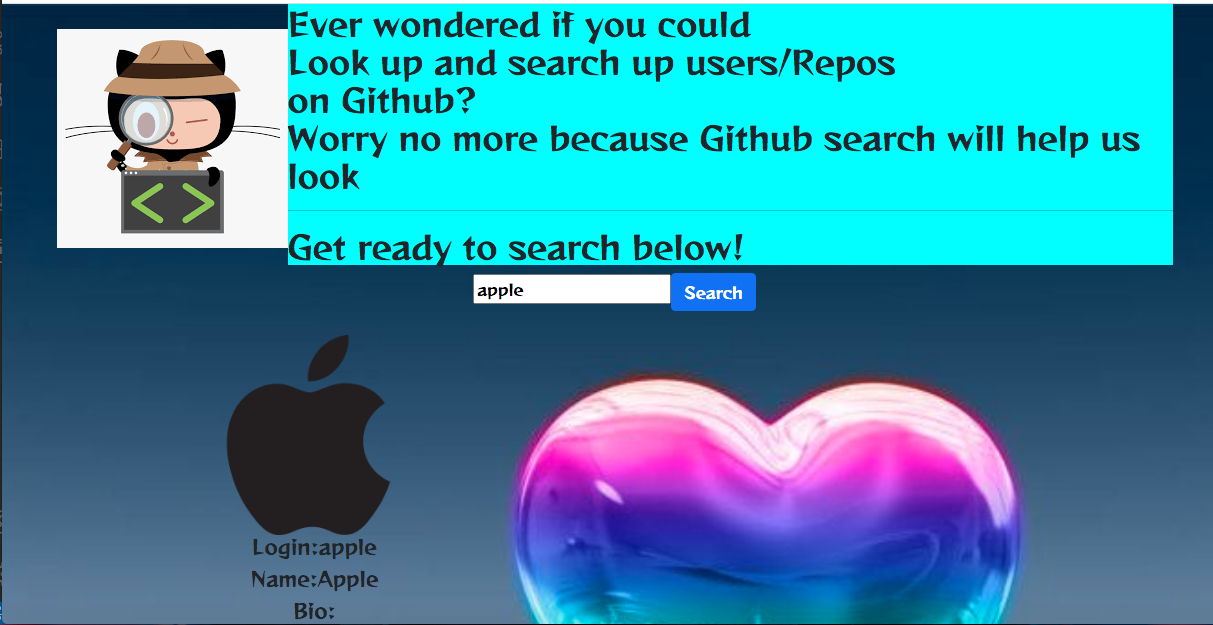 Ever wondered if you could
Look up and search up users/Repos
on Github?
Worry no more because Github search will help us
look
Get ready to search below!
apple
Search
Login:apple
Name:Apple
Bio: